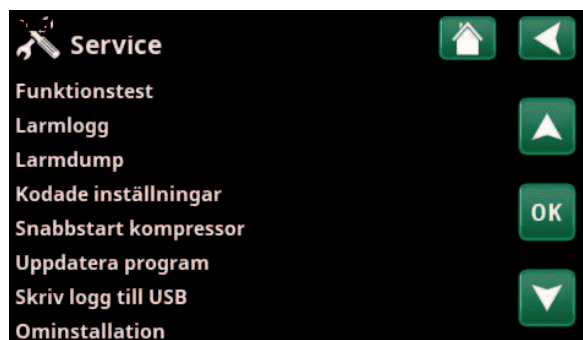 Service
Funktionstest
Larmlogg
Larmdump
Kodade inställningar
Snabbstart kompressor
OK
Uppdatera program
Skriv logg till USB
Ominstallation